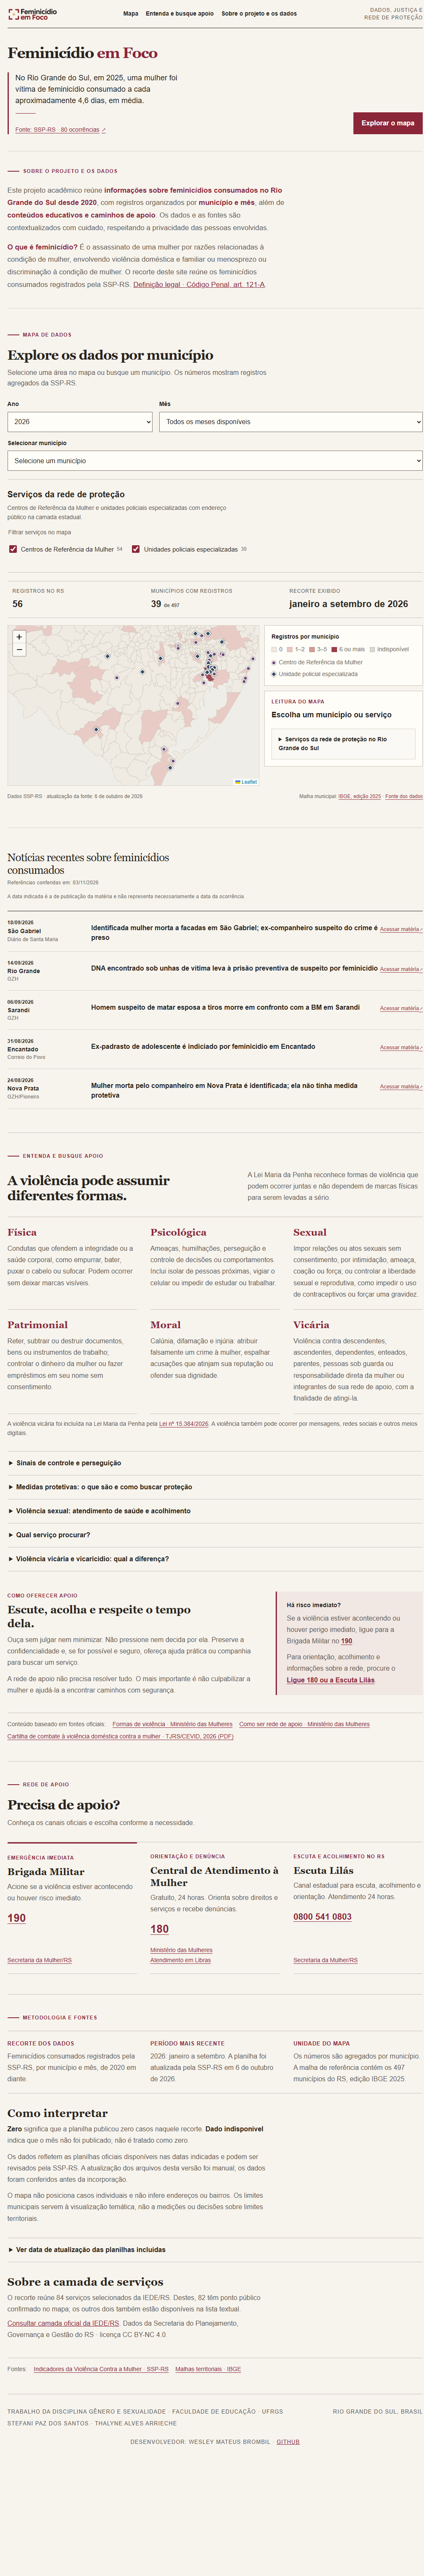 Feminicídio
em Foco
Mapa
Entenda e busque apoio
Sobre o projeto e os dados
DADOS, JUSTIÇA E
REDE DE PROTEÇÃO
Feminicídio em Foco
No Rio Grande do Sul, em 2025, uma mulher foi
vítima de feminicídio consumado a cada
aproximadamente 4,6 dias, em média.
Fonte: SSP-RS · 80 ocorrências ↗
Explorar o mapa
SOBRE O PROJETO E OS DADOS
Este projeto acadêmico reúne informações sobre feminicídios consumados no Rio
Grande do Sul desde 2020, com registros organizados por município e mês, além de
conteúdos educativos e caminhos de apoio. Os dados e as fontes são
contextualizados com cuidado, respeitando a privacidade das pessoas envolvidas.
O que é feminicídio? É o assassinato de uma mulher por razões relacionadas à
condição de mulher, envolvendo violência doméstica e familiar ou menosprezo ou
discriminação à condição de mulher. O recorte deste site reúne os feminicídios
consumados registrados pela SSP-RS. Definição legal · Código Penal, art. 121-A.
MAPA DE DADOS
Explore os dados por município
Selecione uma área no mapa ou busque um município. Os números mostram registros
agregados da SSP-RS.
Ano
Mês
2026
Todos os meses disponíveis
Selecionar município
Selecione um município
Serviços da rede de proteção
Centros de Referência da Mulher e unidades policiais especializadas com endereço
público na camada estadual.
Filtrar serviços no mapa
Centros de Referência da Mulher 54
Unidades policiais especializadas 30
REGISTROS NO RS
56
MUNICÍPIOS COM REGISTROS
39 de 497
RECORTE EXIBIDO
janeiro a setembro de 2026
+
−
Leaflet
Registros por município
0
1–2
3–5
6 ou mais
Indisponível
Centro de Referência da Mulher
Unidade policial especializada
LEITURA DO MAPA
Escolha um município ou serviço
▶ Serviços da rede de proteção no Rio
Grande do Sul
Dados SSP-RS · atualização da fonte: 6 de outubro de 2026
Malha municipal: IBGE, edição 2025 · Fonte dos dados
Notícias recentes sobre feminicídios
consumados
Referências conferidas em: 03/11/2026
A data indicada é a de publicação da matéria e não representa necessariamente a data da ocorrência.
18/09/2026
São Gabriel
Diário de Santa Maria
Identificada mulher morta a facadas em São Gabriel; ex-companheiro suspeito do crime é
preso
Acessar matéria↗
14/09/2026
Rio Grande
GZH
DNA encontrado sob unhas de vítima leva à prisão preventiva de suspeito por feminicídio
Acessar matéria↗
06/09/2026
Sarandi
GZH
Homem suspeito de matar esposa a tiros morre em confronto com a BM em Sarandi
Acessar matéria↗
31/08/2026
Encantado
Correio do Povo
Ex-padrasto de adolescente é indiciado por feminicídio em Encantado
Acessar matéria↗
24/08/2026
Nova Prata
GZH/Pioneiro
Mulher morta pelo companheiro em Nova Prata é identificada; ela não tinha medida
protetiva
Acessar matéria↗
ENTENDA E BUSQUE APOIO
A violência pode assumir
diferentes formas.
A Lei Maria da Penha reconhece formas de violência que
podem ocorrer juntas e não dependem de marcas físicas
para serem levadas a sério.
Física
Condutas que ofendem a integridade ou a
saúde corporal, como empurrar, bater,
puxar o cabelo ou sufocar. Podem ocorrer
sem deixar marcas visíveis.
Psicológica
Ameaças, humilhações, perseguição e
controle de decisões ou comportamentos.
Inclui isolar de pessoas próximas, vigiar o
celular ou impedir de estudar ou trabalhar.
Sexual
Impor relações ou atos sexuais sem
consentimento, por intimidação, ameaça,
coação ou força, ou controlar a liberdade
sexual e reprodutiva, como impedir o uso
de contraceptivos ou forçar uma gravidez.
Patrimonial
Reter, subtrair ou destruir documentos,
bens ou instrumentos de trabalho;
controlar o dinheiro da mulher ou fazer
empréstimos em seu nome sem
consentimento.
Moral
Calúnia, difamação e injúria: atribuir
falsamente um crime à mulher, espalhar
acusações que atinjam sua reputação ou
ofender sua dignidade.
Vicária
Violência contra descendentes,
ascendentes, dependentes, enteados,
parentes, pessoas sob guarda ou
responsabilidade direta da mulher ou
integrantes de sua rede de apoio, com a
finalidade de atingi-la.
A violência vicária foi incluída na Lei Maria da Penha pela Lei nº 15.384/2026. A violência também pode ocorrer por mensagens, redes sociais e outros meios
digitais.
▶ Sinais de controle e perseguição
▶ Medidas protetivas: o que são e como buscar proteção
▶ Violência sexual: atendimento de saúde e acolhimento
▶ Qual serviço procurar?
▶ Violência vicária e vicaricídio: qual a diferença?
COMO OFERECER APOIO
Escute, acolha e respeite o tempo
dela.
Ouça sem julgar nem minimizar. Não pressione nem decida por ela. Preserve a
confidencialidade e, se for possível e seguro, ofereça ajuda prática ou companhia
para buscar um serviço.
A rede de apoio não precisa resolver tudo. O mais importante é não culpabilizar a
mulher e ajudá-la a encontrar caminhos com segurança.
Há risco imediato?
Se a violência estiver acontecendo ou
houver perigo imediato, ligue para a
Brigada Militar no 190.
Para orientação, acolhimento e
informações sobre a rede, procure o
Ligue 180 ou a Escuta Lilás.
Conteúdo baseado em fontes oficiais:
Formas de violência · Ministério das Mulheres
Como ser rede de apoio · Ministério das Mulheres
Cartilha de combate à violência doméstica contra a mulher · TJRS/CEVID, 2026 (PDF)
REDE DE APOIO
Precisa de apoio?
Conheça os canais oficiais e escolha conforme a necessidade.
EMERGÊNCIA IMEDIATA
Brigada Militar
Acione se a violência estiver acontecendo
ou houver risco imediato.
190
Secretaria da Mulher/RS
ORIENTAÇÃO E DENÚNCIA
Central de Atendimento à
Mulher
Gratuito, 24 horas. Orienta sobre direitos e
serviços e recebe denúncias.
180
Ministério das Mulheres
Atendimento em Libras
ESCUTA E ACOLHIMENTO NO RS
Escuta Lilás
Canal estadual para escuta, acolhimento e
orientação. Atendimento 24 horas.
0800 541 0803
Secretaria da Mulher/RS
METODOLOGIA E FONTES
RECORTE DOS DADOS
Feminicídios consumados registrados pela
SSP-RS, por município e mês, de 2020 em
diante.
PERÍODO MAIS RECENTE
2026: janeiro a setembro. A planilha foi
atualizada pela SSP-RS em 6 de outubro
de 2026.
UNIDADE DO MAPA
Os números são agregados por município.
A malha de referência contém os 497
municípios do RS, edição IBGE 2025.
Como interpretar
Zero significa que a planilha publicou zero casos naquele recorte. Dado indisponível
indica que o mês não foi publicado; não é tratado como zero.
Os dados refletem as planilhas oficiais disponíveis nas datas indicadas e podem ser
revisados pela SSP-RS. A atualização dos arquivos desta versão foi manual; os dados
foram conferidos antes da incorporação.
O mapa não posiciona casos individuais e não infere endereços ou bairros. Os limites
municipais servem à visualização temática, não a medições ou decisões sobre limites
territoriais.
▶ Ver data de atualização das planilhas incluídas
Sobre a camada de serviços
O recorte reúne 84 serviços selecionados da IEDE/RS. Destes, 82 têm ponto público
confirmado no mapa; os outros dois também estão disponíveis na lista textual.
Consultar camada oficial da IEDE/RS. Dados da Secretaria do Planejamento,
Governança e Gestão do RS · licença CC BY-NC 4.0.
Fontes:
Indicadores da Violência Contra a Mulher · SSP-RS
Malhas territoriais · IBGE
TRABALHO DA DISCIPLINA GÊNERO E SEXUALIDADE · FACULDADE DE EDUCAÇÃO · UFRGS
STEFANI PAZ DOS SANTOS · THALYNE ALVES ARRIECHE
RIO GRANDE DO SUL, BRASIL
DESENVOLVEDOR: WESLEY MATEUS BROMBIL · GITHUB